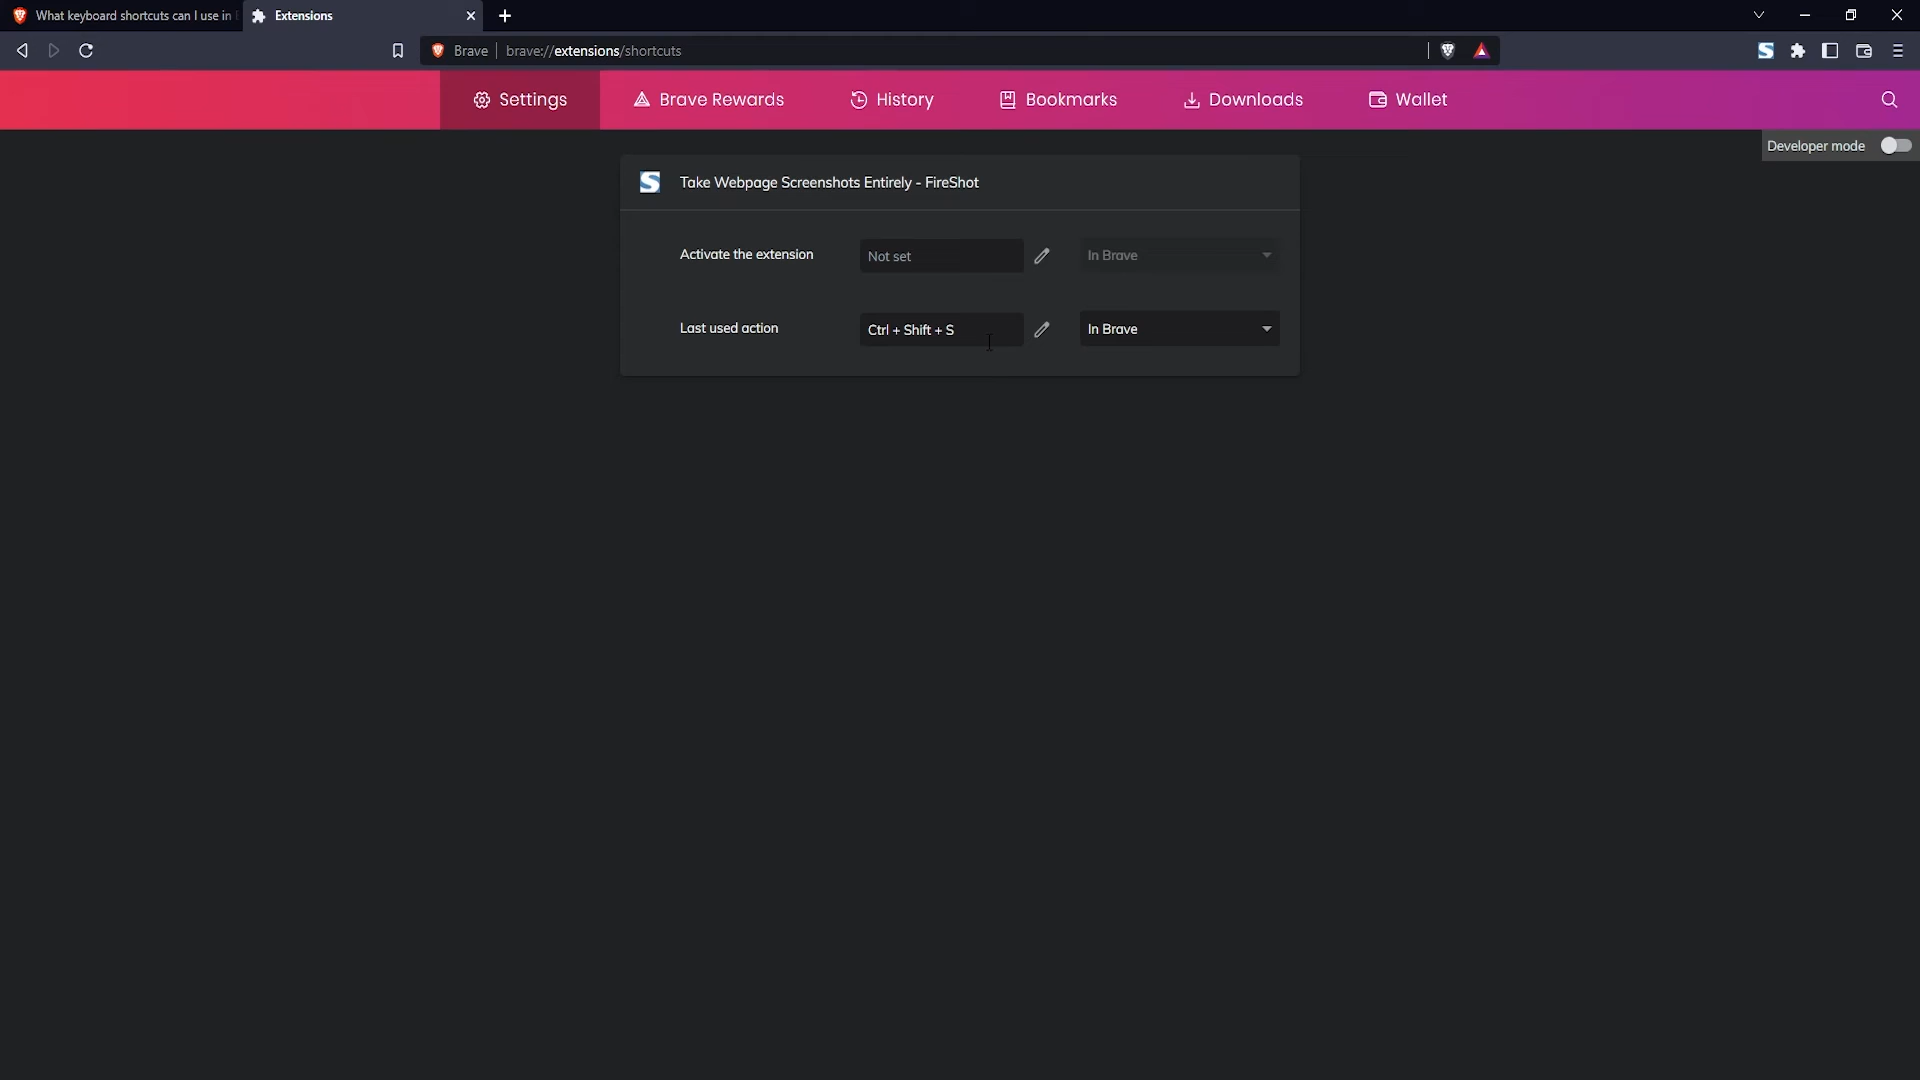 What keyboard shortcuts can I use in
Extensions
Brave
brave://extensions/shortcuts
Settings
Brave Rewards
History
Bookmarks
Downloads
Wallet
Developer mode
Take Webpage Screenshots Entirely - FireShot
Activate the extension
Not set
In Brave
Last used action
Ctrl + Shift + S
In Brave